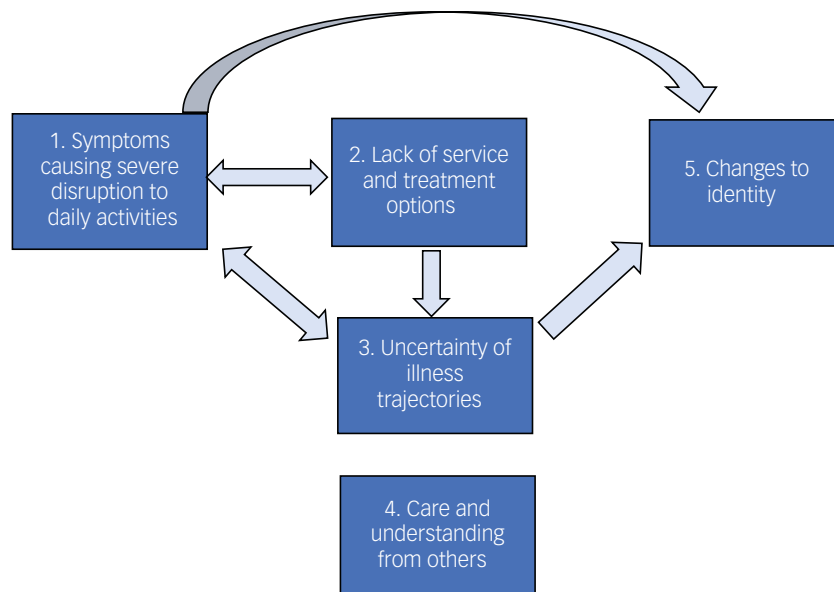 1. Symptoms
causing severe
disruption to
daily activities
2. Lack of service
and treatment
options
5. Changes to
identity
3. Uncertainty of
illness
trajectories
4. Care and
understanding
from others